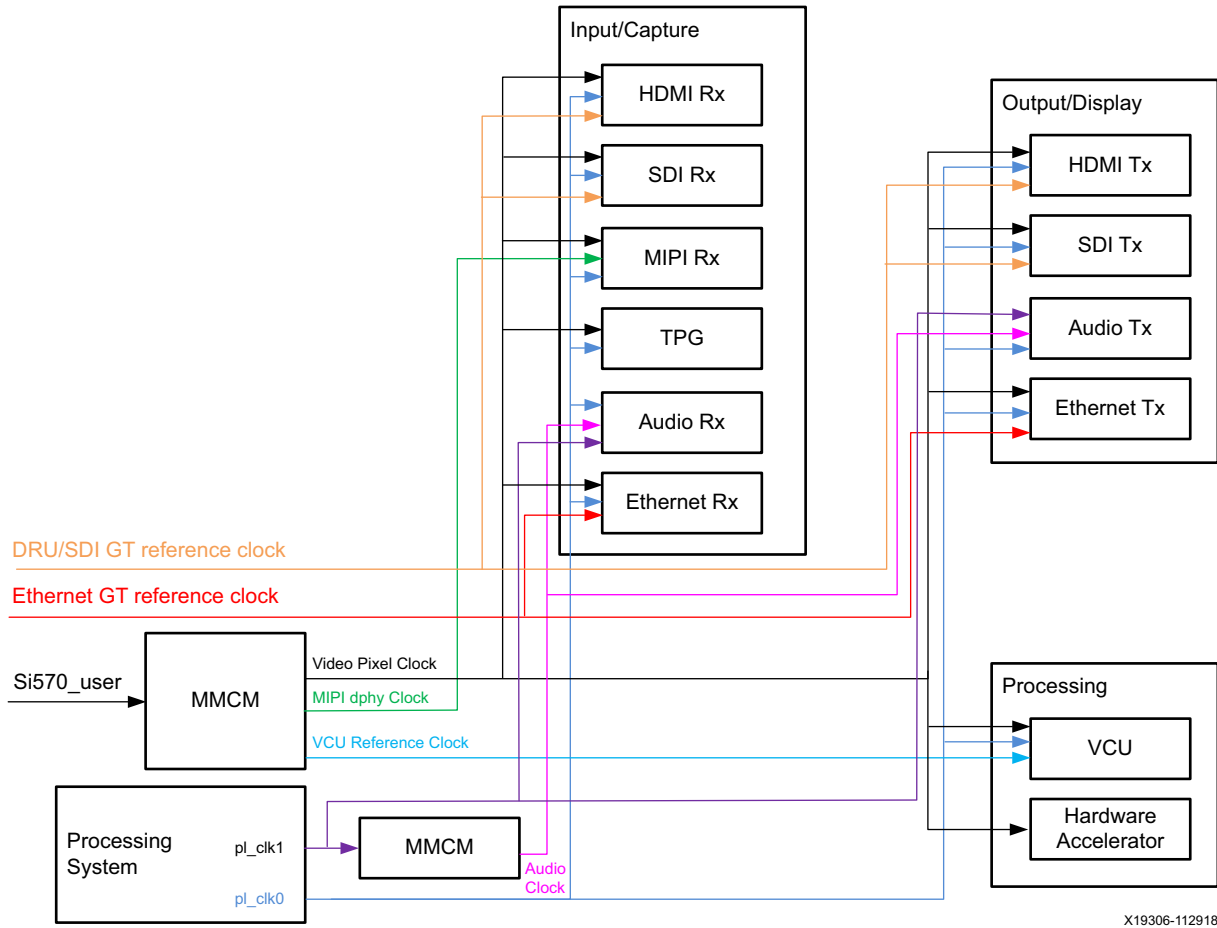 Input/Capture
HDMI Rx
SDI Rx
MIPI Rx
TPG
Audio Rx
Ethernet Rx
Output/Display
HDMI Tx
SDI Tx
Audio Tx
Ethernet Tx
DRU/SDI GT reference clock
Ethernet GT reference clock
Si570_user
MMCM
Video Pixel Clock
MIPI dphy Clock
VCU Reference Clock
Processing
VCU
Hardware
Accelerator
Processing
System
pl_clk1
pl_clk0
MMCM
Audio
Clock
X19306-112918